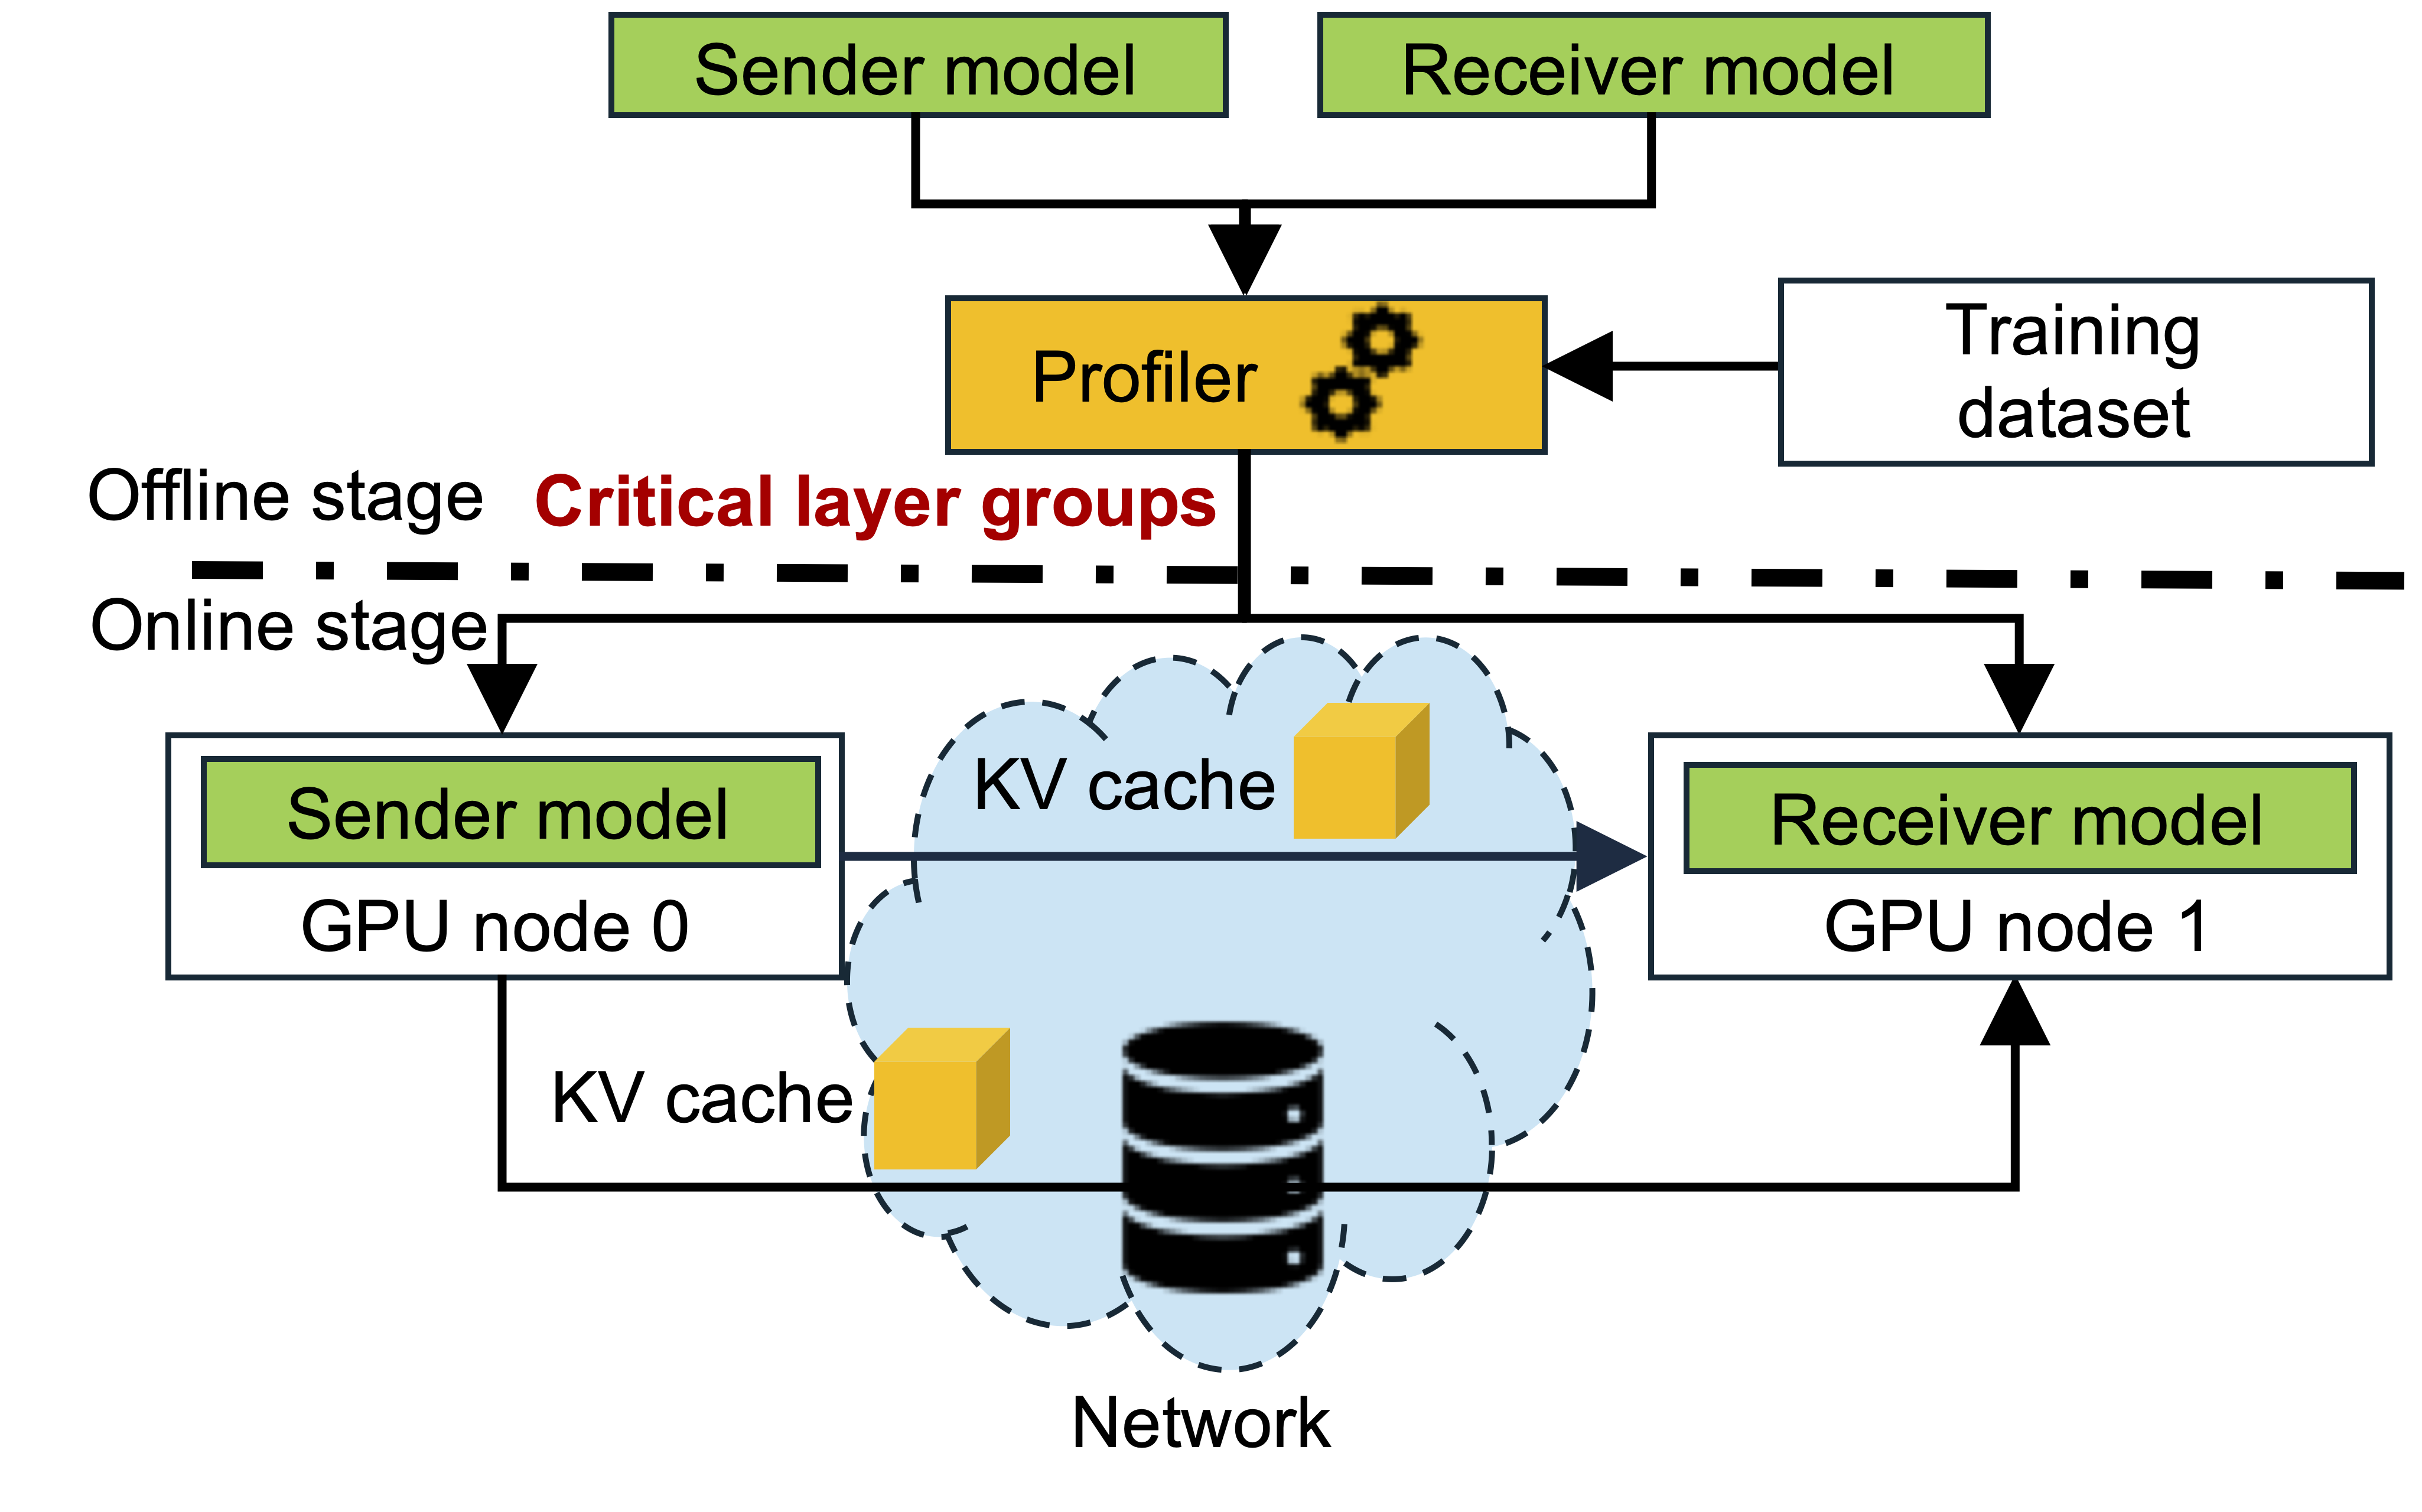 Sender model
Receiver model
Profiler
Training
dataset
Offline stage
Critical layer groups
Online stage
KV cache
Sender model
GPU node 0
Receiver model
GPU node 1
KV cache
Network